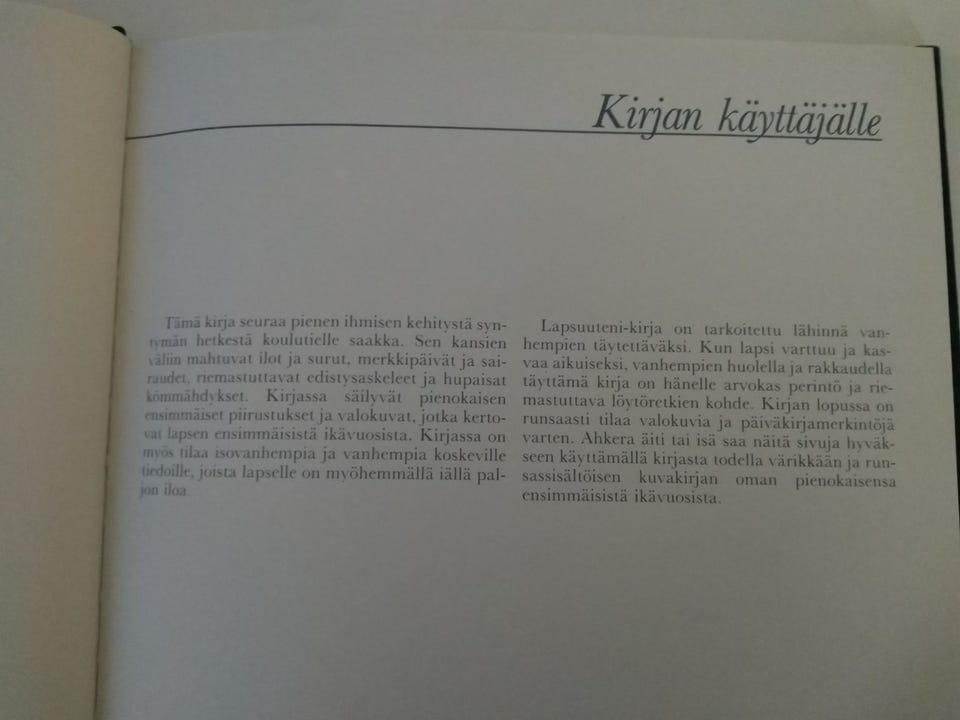 Kirjan käyttäjälle
Tämä kirja seuraa pienen ihmisen kehitystä syn-
tymän hetkestä koulutielle saakka. Sen kansien
väliin mahtuvat ilot ja surut, merkkipäivät ja sai-
raudet, riemastuttavat edistysaskeleet ja hupaisat
kömmähdykset. Kirjassa säilyvät pienokaisen
ensimmäiset piirustukset ja valokuvat, jotka kerto-
vat lapsen ensimmäisistä ikävuosista. Kirjassa on
myös tilaa isovanhempia ja vanhempia koskeville
tiedoille, joista lapselle on myöhemmällä iällä pal-
jon iloa.
Lapsuuteni-kirja on tarkoitettu lähinnä van-
hempien täytettäväksi. Kun lapsi varttuu ja kas-
vaa aikuiseksi, vanhempien huolella ja rakkaudella
täyttämä kirja on hänelle arvokas perintö ja rie-
mastuttava löytöretkien kohde. Kirjan lopussa on
runsaasti tilaa valokuvia ja päiväkirjamerkintöjä
varten. Ahkera äiti tai isä saa näitä sivuja hyväk-
seen käyttämällä kirjasta todella värikkään ja run-
sassisältöisen kuvakirjan oman pienokaisensa
ensimmäisistä ikävuosista.